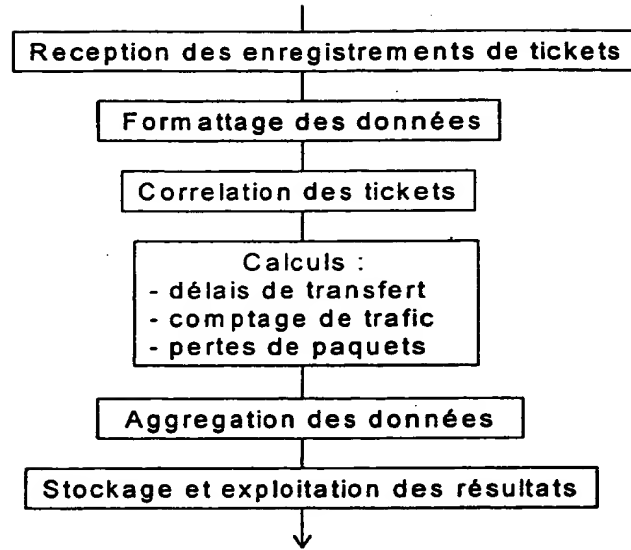 Reception des enregistrements de tickets
Formattage des données
Correlation des tickets
Calculs :
- délais de transfert
- comptage de trafic
- pertes de paquets
Aggregation des données
Stockage et exploitation des résultats